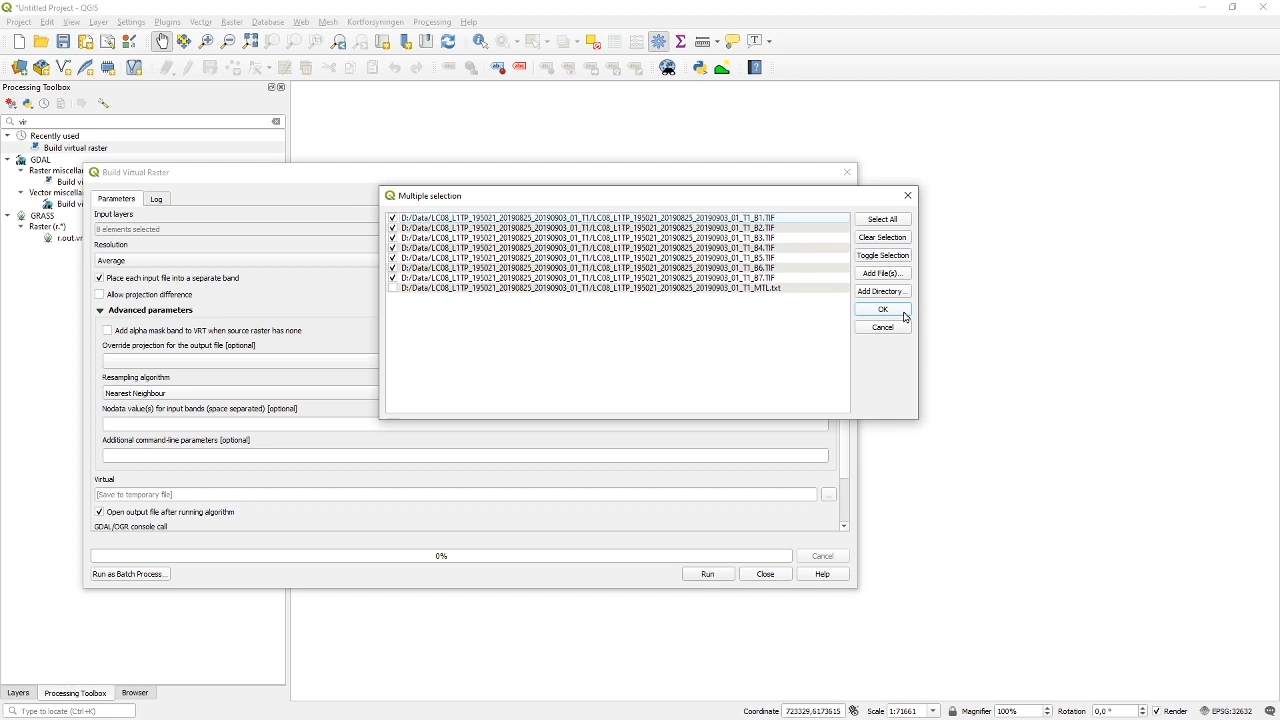 *Untitled Project - QGIS
Project Edit View Layer Settings Plugins Vector Raster Database Web Mesh Kortforsyningen Processing Help
Processing Toolbox
vir
Recently used
Build virtual raster
GDAL
Raster miscella
Build vi
Vector miscella
Build vi
GRASS
Raster (r.*)
r.out.vr
Build Virtual Raster
Parameters Log
Input layers
8 elements selected
Resolution
Average
Place each input file into a separate band
Allow projection difference
Advanced parameters
Add alpha mask band to VRT when source raster has none
Override projection for the output file [optional]
Resampling algorithm
Nearest Neighbour
Nodata value(s) for input bands (space separated) [optional]
Additional command-line parameters [optional]
Virtual
[Save to temporary file]
...
Open output file after running algorithm
GDAL/OGR console call
0%
Cancel
Run as Batch Process...
Run
Close
Help
Multiple selection
D:/Data/LC08_L1TP_195021_20190825_20190903_01_T1/LC08_L1TP_195021_20190825_20190903_01_T1_B1.TIF
D:/Data/LC08_L1TP_195021_20190825_20190903_01_T1/LC08_L1TP_195021_20190825_20190903_01_T1_B2.TIF
D:/Data/LC08_L1TP_195021_20190825_20190903_01_T1/LC08_L1TP_195021_20190825_20190903_01_T1_B3.TIF
D:/Data/LC08_L1TP_195021_20190825_20190903_01_T1/LC08_L1TP_195021_20190825_20190903_01_T1_B4.TIF
D:/Data/LC08_L1TP_195021_20190825_20190903_01_T1/LC08_L1TP_195021_20190825_20190903_01_T1_B5.TIF
D:/Data/LC08_L1TP_195021_20190825_20190903_01_T1/LC08_L1TP_195021_20190825_20190903_01_T1_B6.TIF
D:/Data/LC08_L1TP_195021_20190825_20190903_01_T1/LC08_L1TP_195021_20190825_20190903_01_T1_B7.TIF
D:/Data/LC08_L1TP_195021_20190825_20190903_01_T1/LC08_L1TP_195021_20190825_20190903_01_T1_MTL.txt
Select All
Clear Selection
Toggle Selection
Add File(s)...
Add Directory...
OK
Cancel
Layers Processing Toolbox Browser
Type to locate (Ctrl+K)
Coordinate 723329,6173615 Scale 1:71661 Magnifier 100% Rotation 0,0 ° Render EPSG:32632